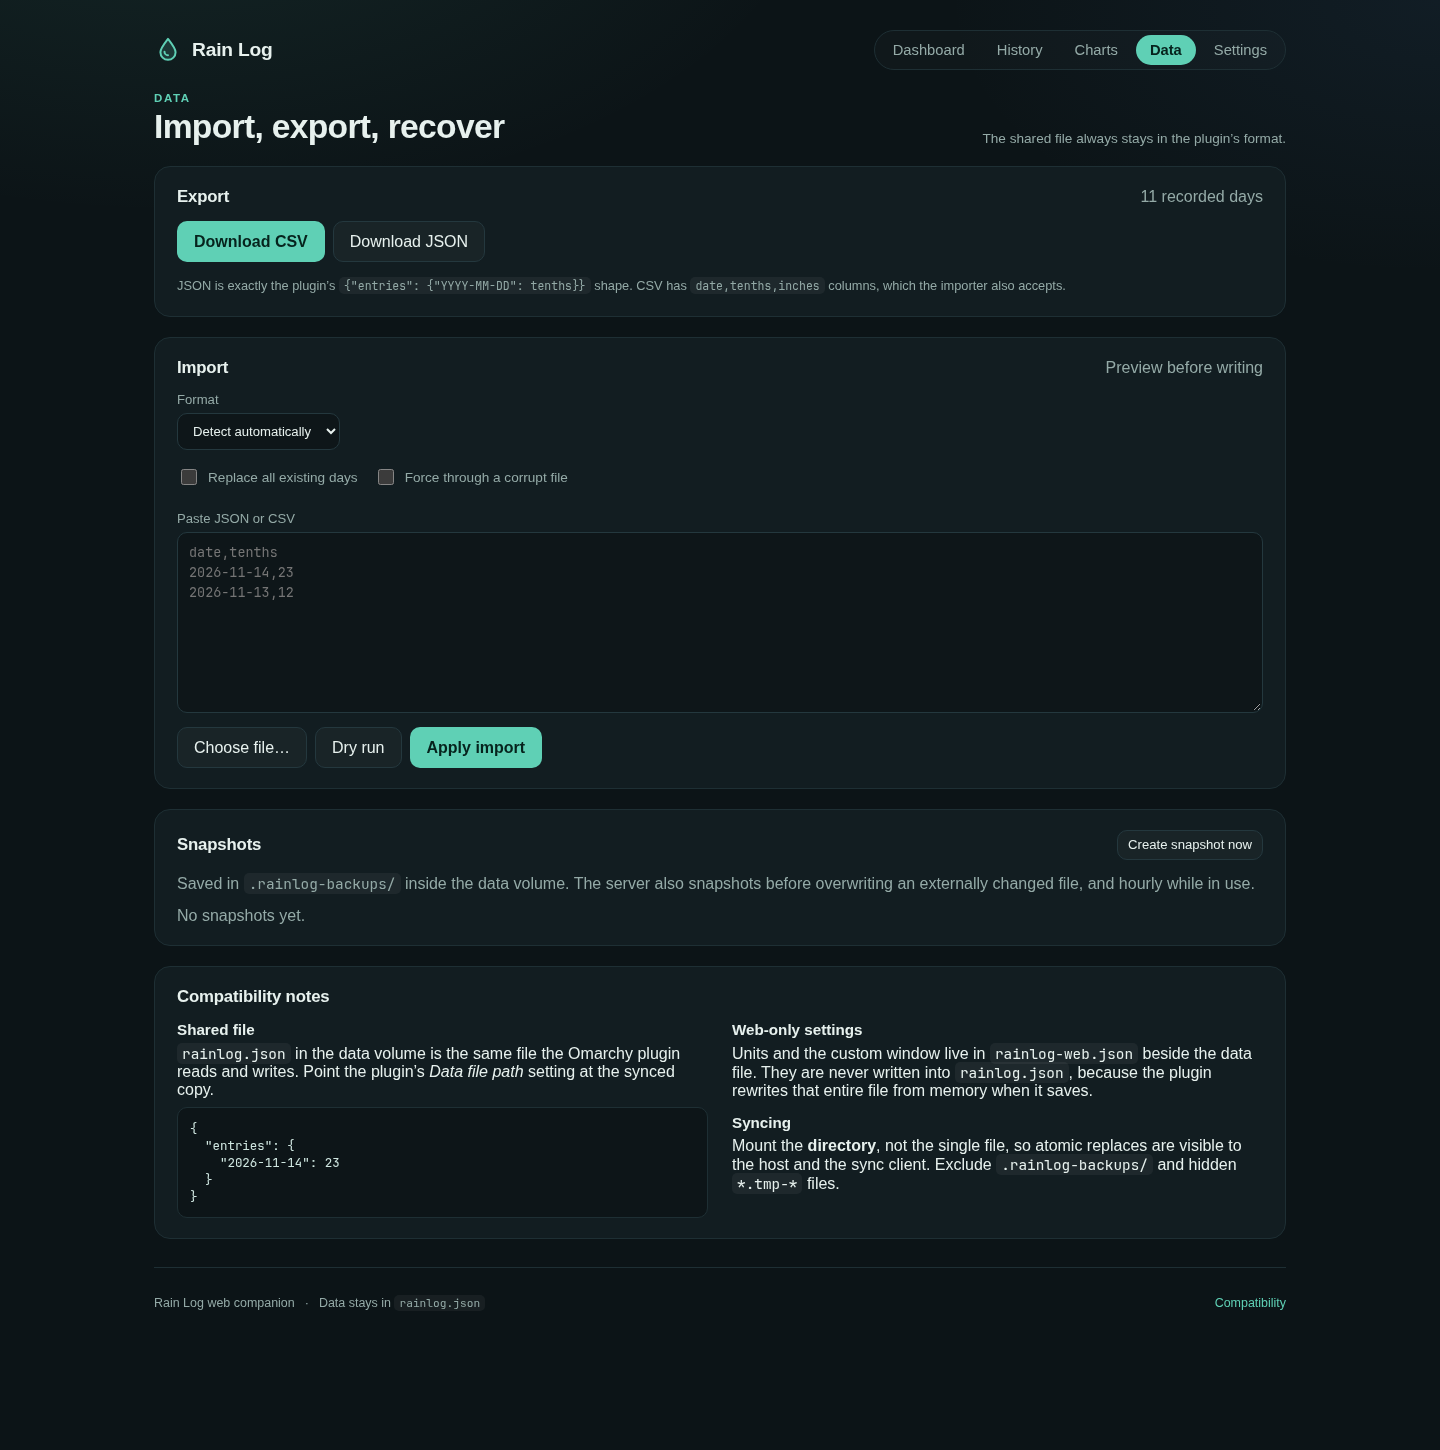 Rain Log
Dashboard History Charts Data Settings
DATA
Import, export, recover
The shared file always stays in the plugin's format.
Export
11 recorded days
Download CSV Download JSON
JSON is exactly the plugin's {"entries": {"YYYY-MM-DD": tenths}} shape. CSV has date,tenths,inches columns, which the importer also accepts.
Import
Preview before writing
Format
Detect automatically
Replace all existing days Force through a corrupt file
Paste JSON or CSV
date,tenths
2026-11-14,23
2026-11-13,12
Choose file… Dry run Apply import
Snapshots
Create snapshot now
Saved in .rainlog-backups/ inside the data volume. The server also snapshots before overwriting an externally changed file, and hourly while in use.
No snapshots yet.
Compatibility notes
Shared file
rainlog.json in the data volume is the same file the Omarchy plugin
reads and writes. Point the plugin's Data file path setting at the synced
copy.
{
  "entries": {
    "2026-11-14": 23
  }
}
Web-only settings
Units and the custom window live in rainlog-web.json beside the data
file. They are never written into rainlog.json, because the plugin
rewrites that entire file from memory when it saves.
Syncing
Mount the directory, not the single file, so atomic replaces are visible to
the host and the sync client. Exclude .rainlog-backups/ and hidden
*.tmp-* files.
Rain Log web companion · Data stays in rainlog.json
Compatibility